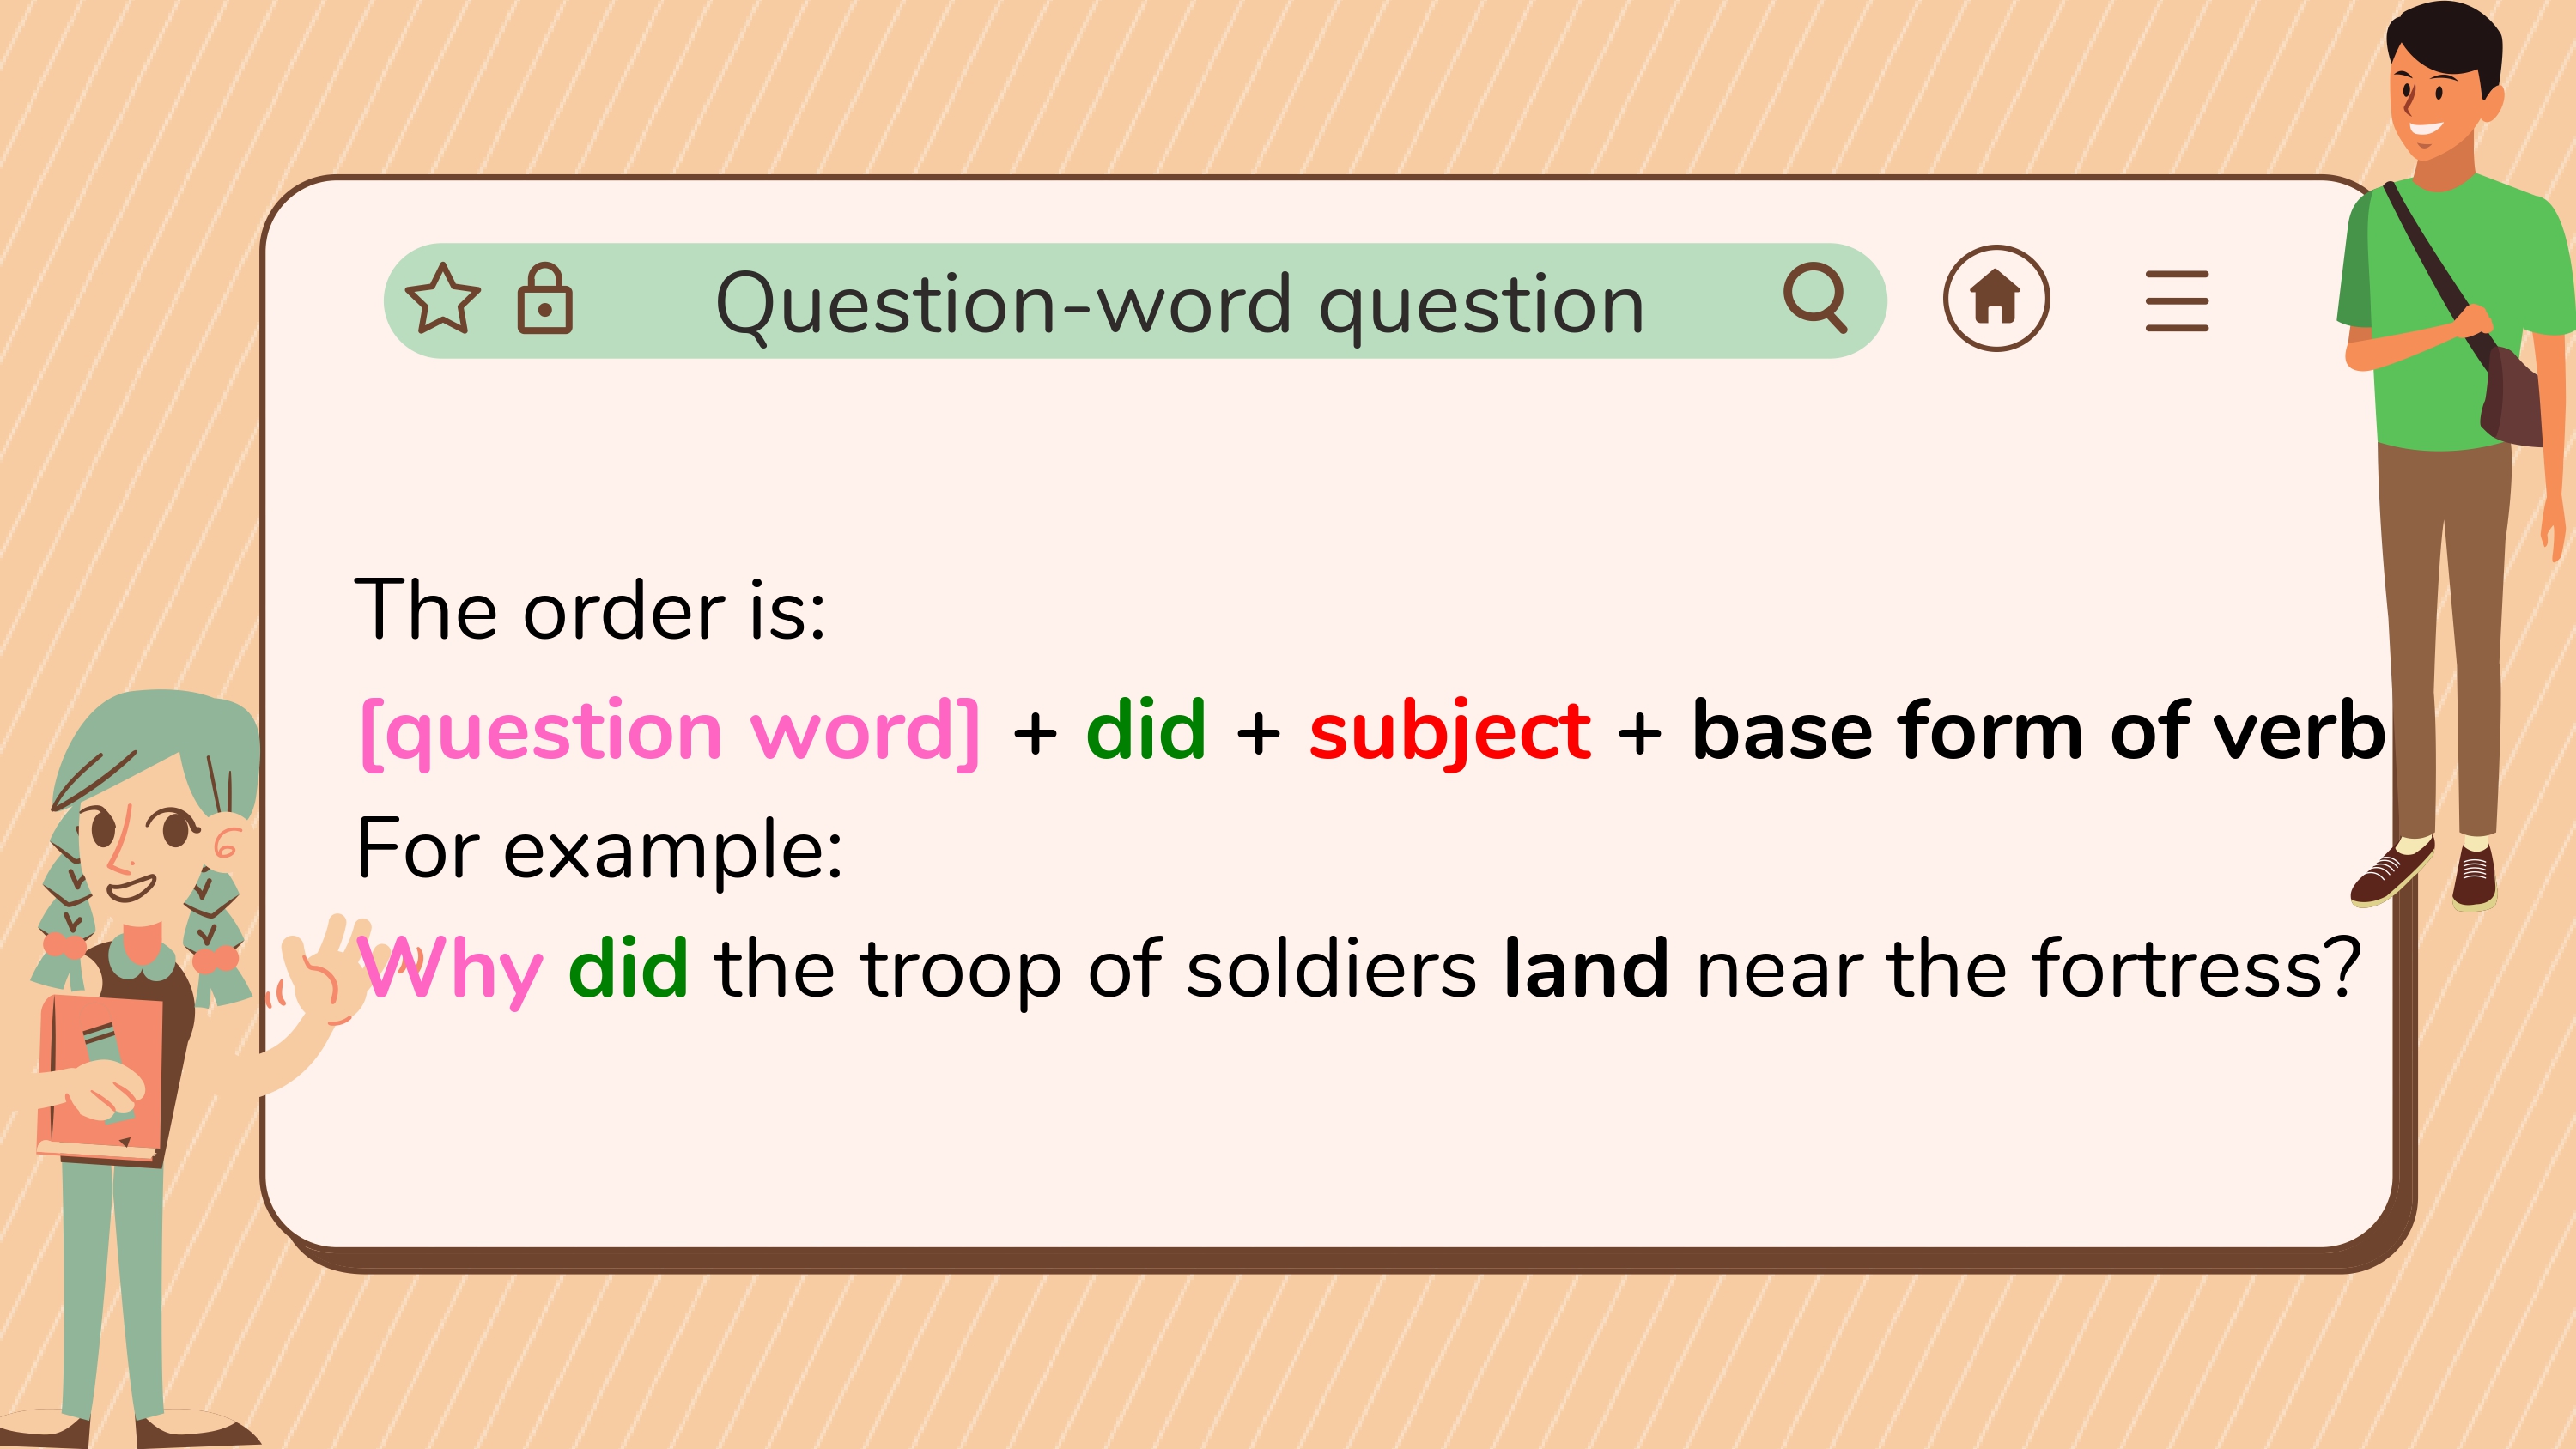 Question-word question
The order is:
[question word] + did + subject + base form of verb
For example:
Why did the troop of soldiers land near the fortress?